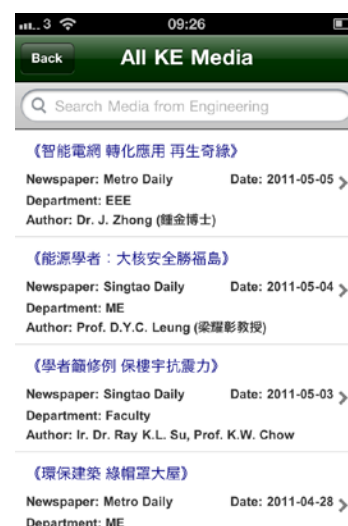 3 09:26
Back All KE Media
Search Media from Engineering
《智能電網 轉化應用 再生奇緣》
Newspaper: Metro Daily Date: 2011-05-05
Department: EEE
Author: Dr. J. Zhong (鍾金博士)
《能源學者：大核安全勝福島》
Newspaper: Singtao Daily Date: 2011-05-04
Department: ME
Author: Prof. D.Y.C. Leung (梁耀彰教授)
《學者籲修例 保樓宇抗震力》
Newspaper: Singtao Daily Date: 2011-05-03
Department: Faculty
Author: Ir. Dr. Ray K.L. Su, Prof. K.W. Chow
《環保建築 綠帽罩大屋》
Newspaper: Metro Daily Date: 2011-04-28
Department: ME